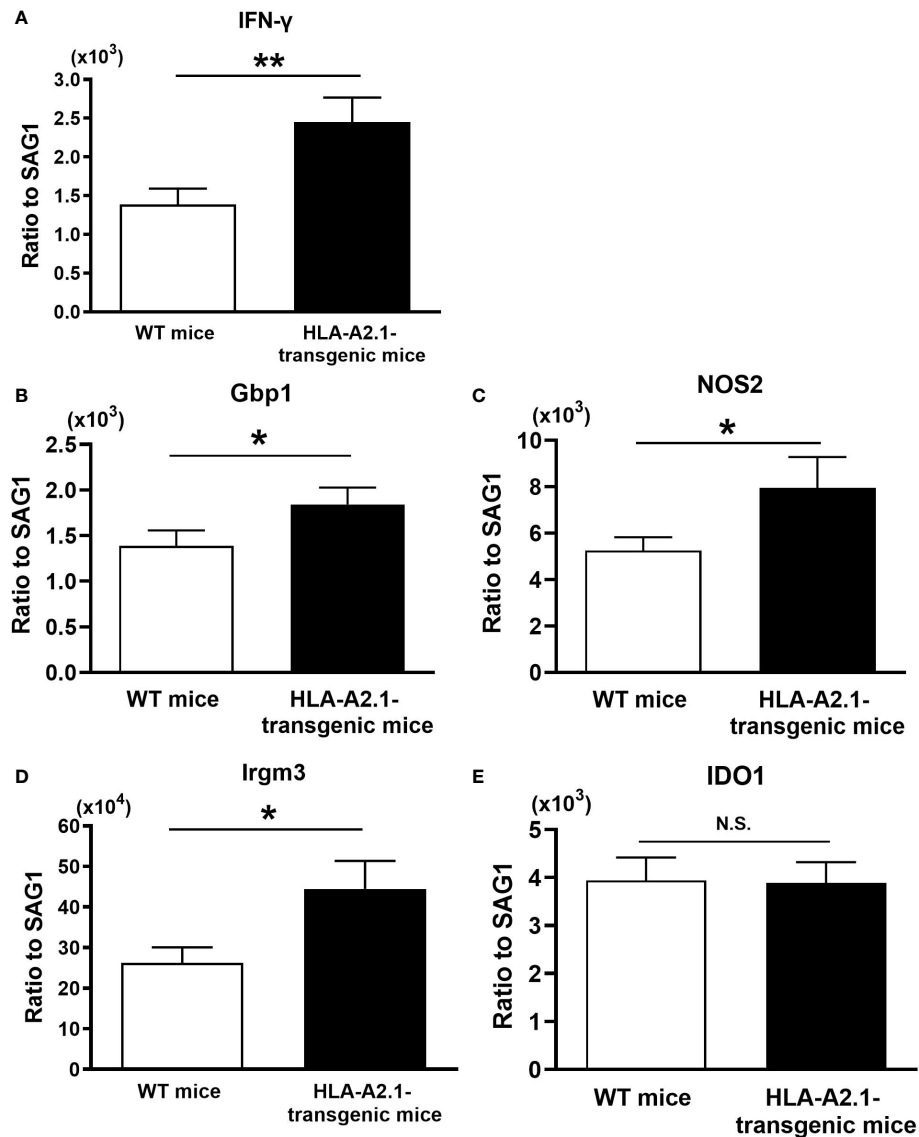 A
IFN-γ
(x10³)
**
3.0
2.5
2.0
1.5
1.0
0.5
0.0
Ratio to SAG1
WT mice
HLA-A2.1-
transgenic mice
B
Gbp1
(x10³)
*
2.5
2.0
1.5
1.0
0.5
0.0
Ratio to SAG1
WT mice
HLA-A2.1-
transgenic mice
C
NOS2
(x10³)
*
10
8
6
4
2
0
Ratio to SAG1
WT mice
HLA-A2.1-
transgenic mice
D
Irgm3
(x10⁴)
*
60
50
40
30
20
10
0
Ratio to SAG1
WT mice
HLA-A2.1-
transgenic mice
E
IDO1
(x10³)
N.S.
5
4
3
2
1
0
Ratio to SAG1
WT mice
HLA-A2.1-
transgenic mice